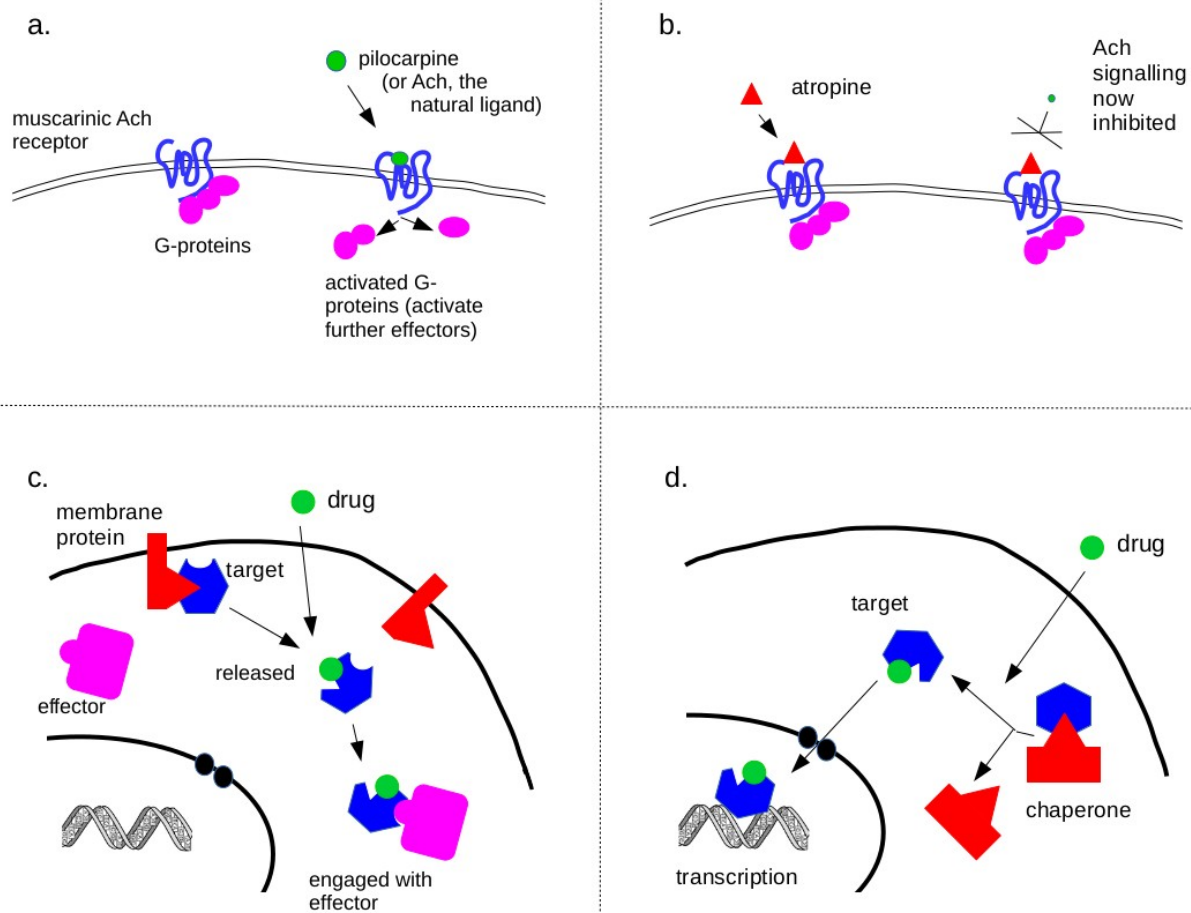 a.
pilocarpine
(or Ach, the
natural ligand)
muscarinic Ach
receptor
G-proteins
activated G-
proteins (activate
further effectors)
b.
atropine
Ach
signalling
now
inhibited
c.
drug
membrane
protein
target
released
effector
engaged with
effector
d.
drug
target
chaperone
transcription